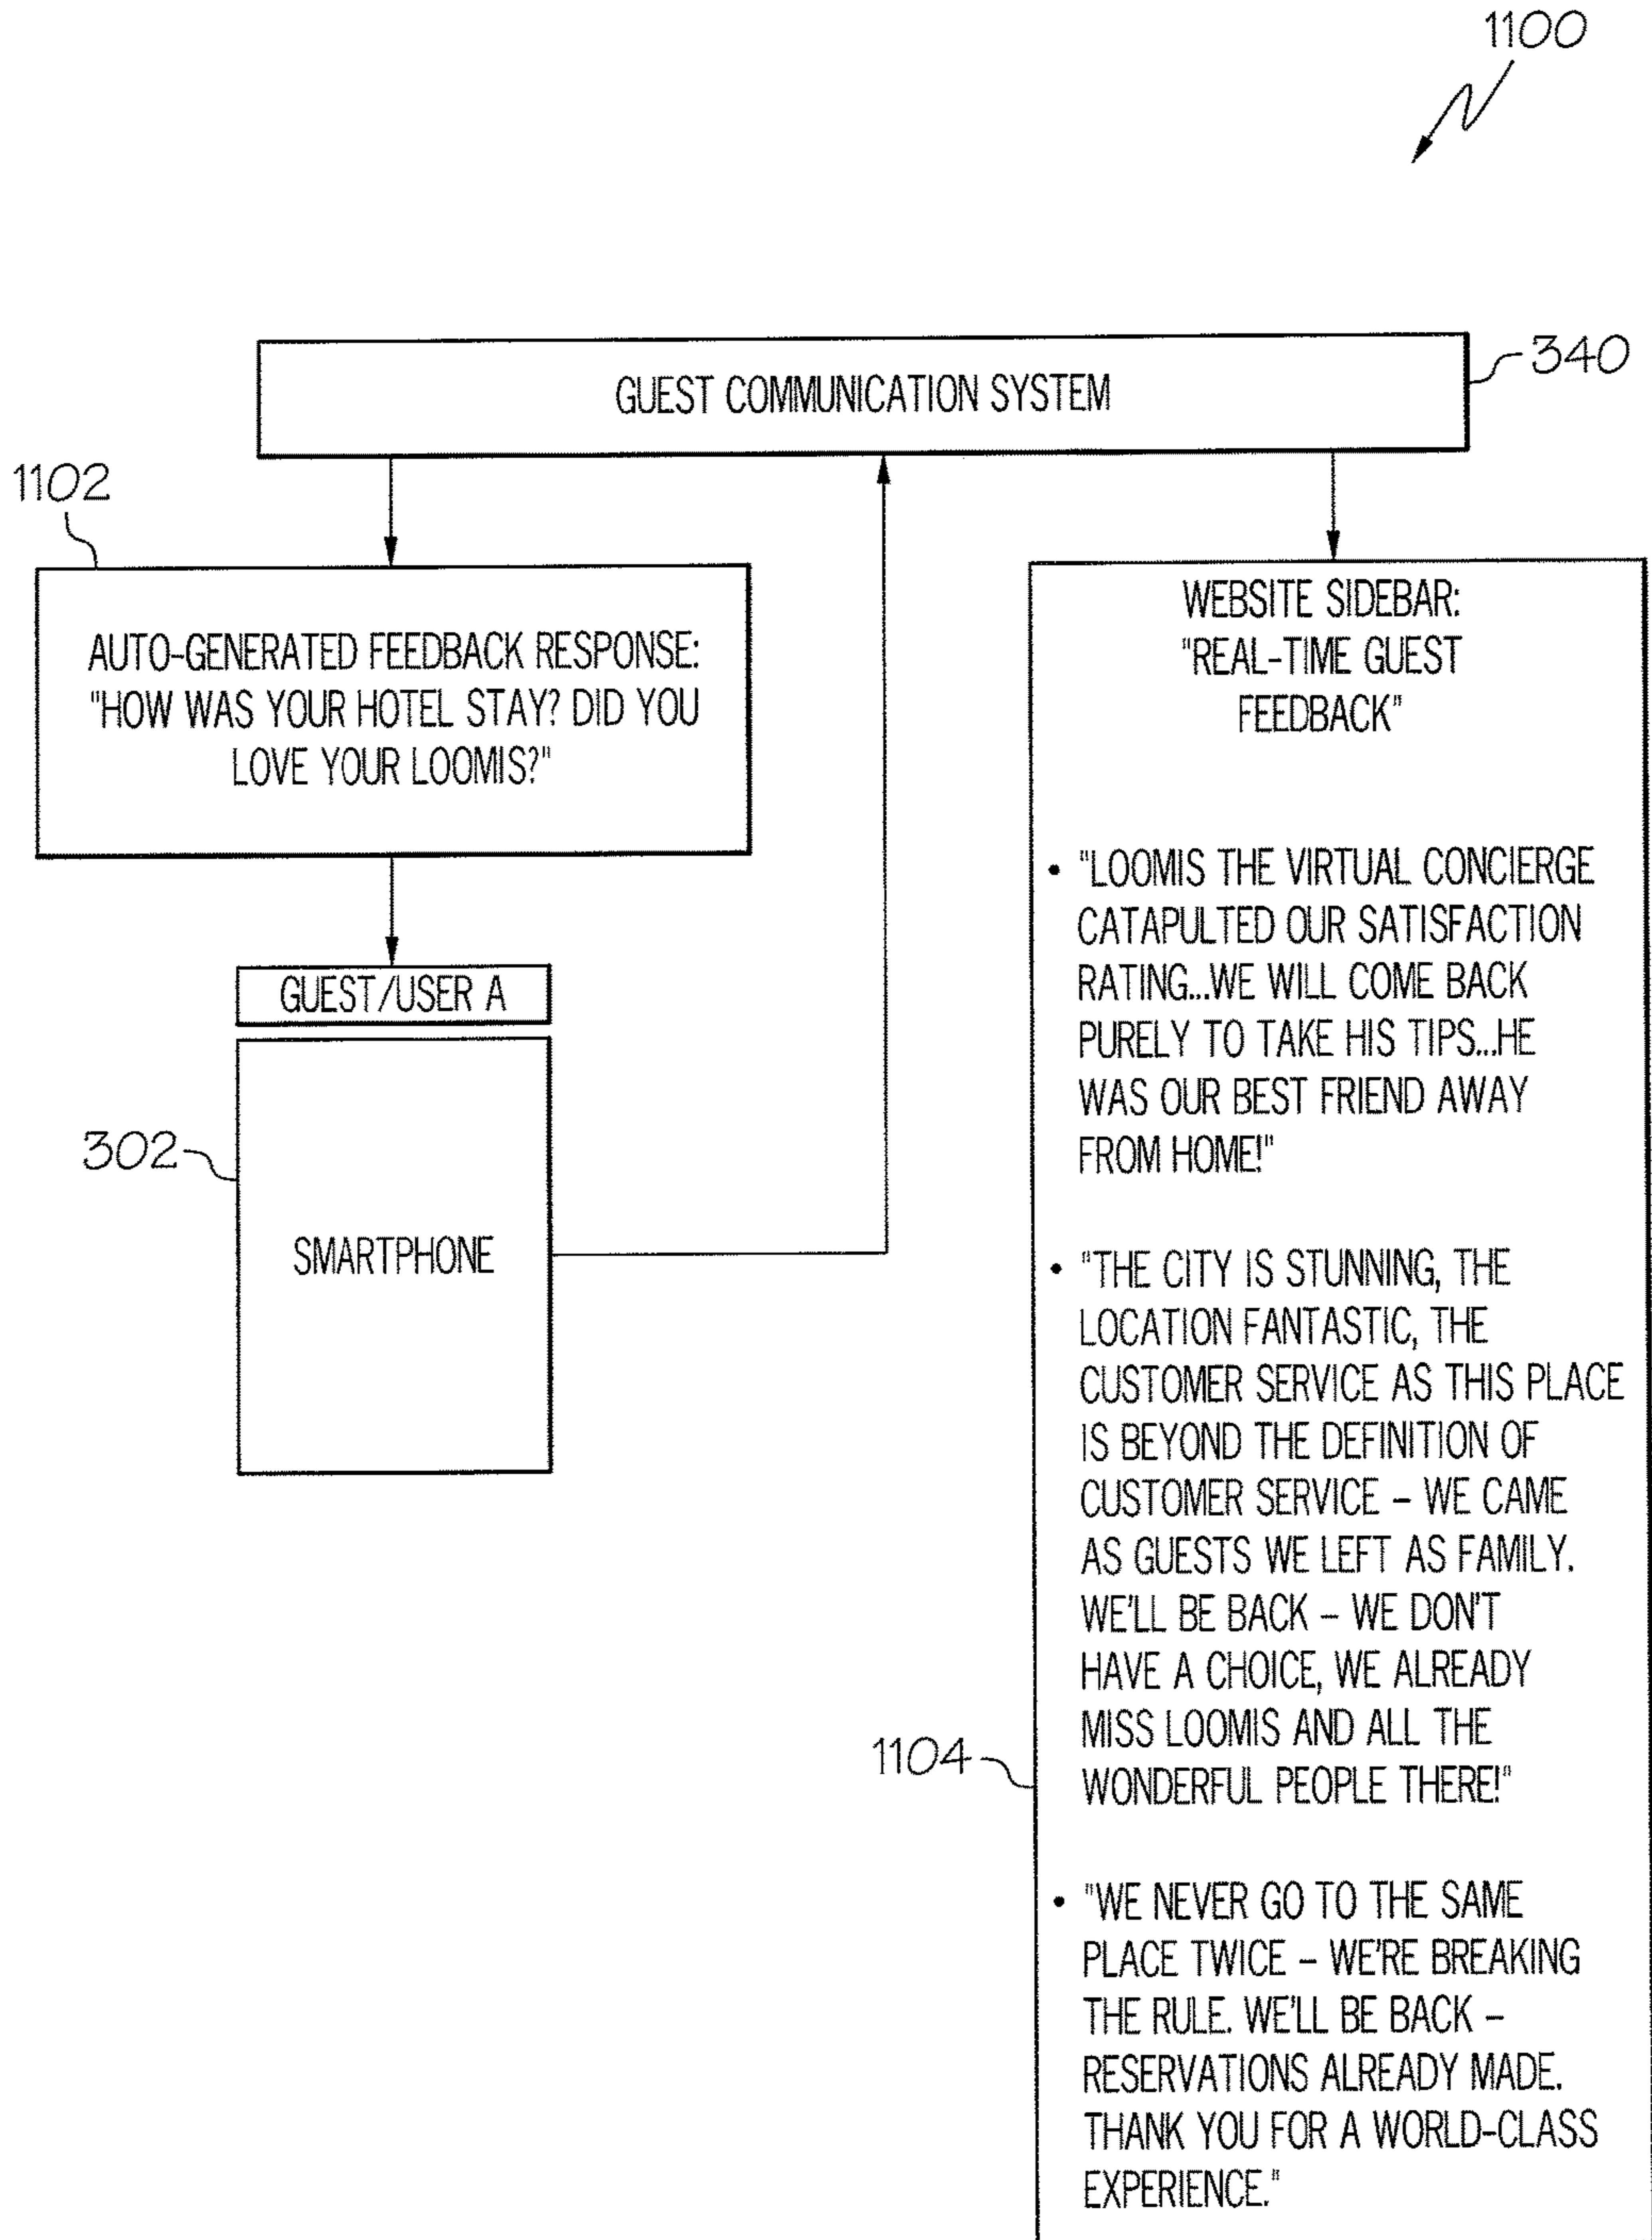 1100
GUEST COMMUNICATION SYSTEM
340
1102
AUTO-GENERATED FEEDBACK RESPONSE:
"HOW WAS YOUR HOTEL STAY? DID YOU
LOVE YOUR LOOMIS?"
GUEST/USER A
302
SMARTPHONE
WEBSITE SIDEBAR:
"REAL-TIME GUEST
FEEDBACK"
• "LOOMIS THE VIRTUAL CONCIERGE
CATAPULTED OUR SATISFACTION
RATING...WE WILL COME BACK
PURELY TO TAKE HIS TIPS...HE
WAS OUR BEST FRIEND AWAY
FROM HOME!"
• "THE CITY IS STUNNING, THE
LOCATION FANTASTIC, THE
CUSTOMER SERVICE AS THIS PLACE
IS BEYOND THE DEFINITION OF
CUSTOMER SERVICE – WE CAME
AS GUESTS WE LEFT AS FAMILY.
WE'LL BE BACK – WE DON'T
HAVE A CHOICE, WE ALREADY
MISS LOOMIS AND ALL THE
WONDERFUL PEOPLE THERE!"
1104
• "WE NEVER GO TO THE SAME
PLACE TWICE – WE'RE BREAKING
THE RULE. WE'LL BE BACK –
RESERVATIONS ALREADY MADE.
THANK YOU FOR A WORLD-CLASS
EXPERIENCE."